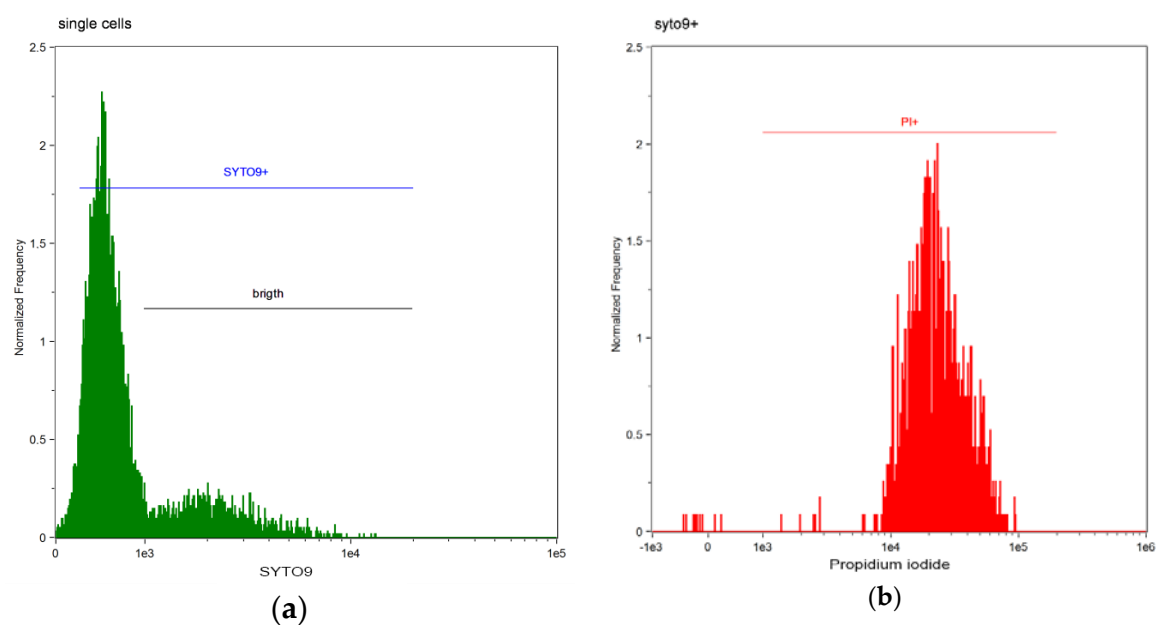 single cells
2.5
2
1.5
1
0.5
0
Normalized Frequency
SYTO9+
brigth
0
1e3
1e4
1e5
SYTO9
(a)
syto9+
2.5
2
1.5
1
0.5
0
Normalized Frequency
PI+
-1e3
0
1e3
1e4
1e5
1e6
Propidium iodide
(b)